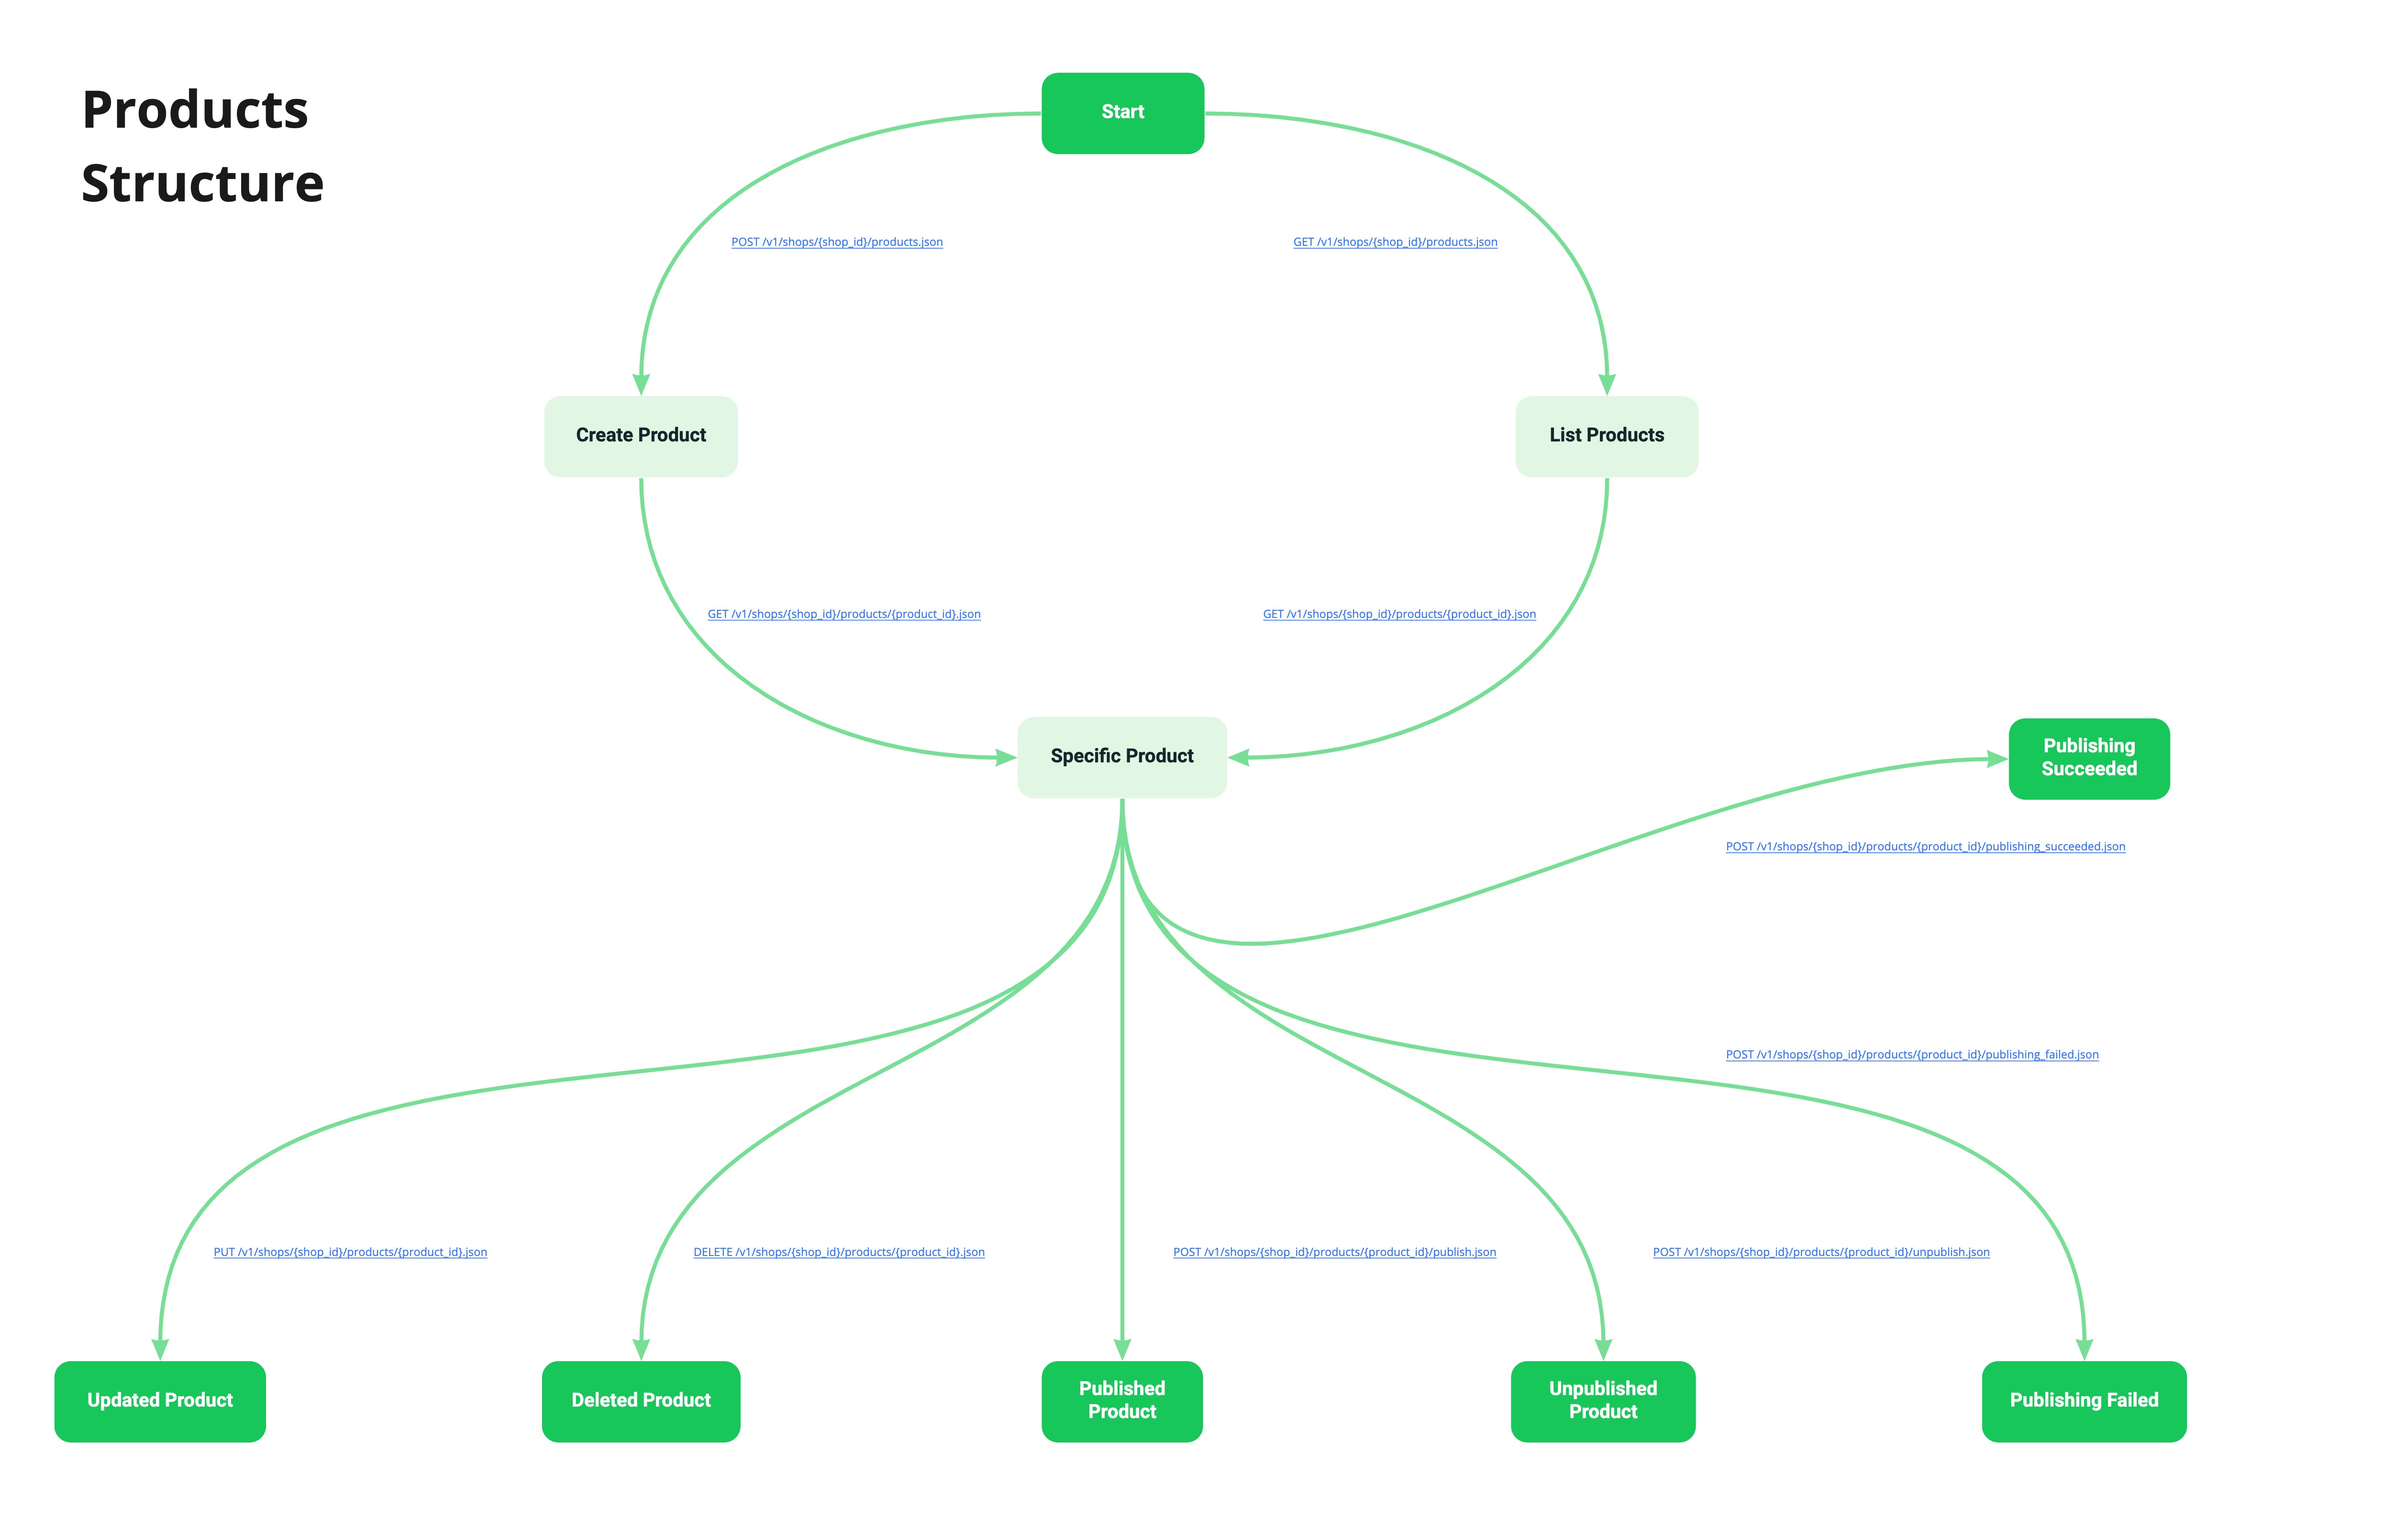 Products
Structure
Start
POST /v1/shops/{shop_id}/products.json
GET /v1/shops/{shop_id}/products.json
Create Product
List Products
GET /v1/shops/{shop_id}/products/{product_id}.json
GET /v1/shops/{shop_id}/products/{product_id}.json
Specific Product
Publishing
Succeeded
POST /v1/shops/{shop_id}/products/{product_id}/publishing_succeeded.json
POST /v1/shops/{shop_id}/products/{product_id}/publishing_failed.json
PUT /v1/shops/{shop_id}/products/{product_id}.json
DELETE /v1/shops/{shop_id}/products/{product_id}.json
POST /v1/shops/{shop_id}/products/{product_id}/publish.json
POST /v1/shops/{shop_id}/products/{product_id}/unpublish.json
Updated Product
Deleted Product
Published
Product
Unpublished
Product
Publishing Failed